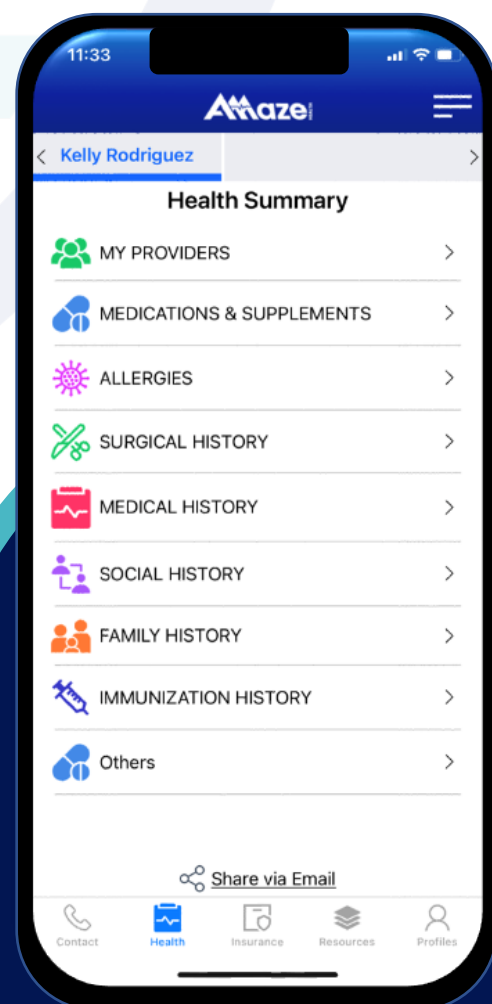 11:33
AMaze
Kelly Rodriguez
Health Summary
MY PROVIDERS
MEDICATIONS & SUPPLEMENTS
ALLERGIES
SURGICAL HISTORY
MEDICAL HISTORY
SOCIAL HISTORY
FAMILY HISTORY
IMMUNIZATION HISTORY
Others
Share via Email
Contact Health Insurance Resources Profiles